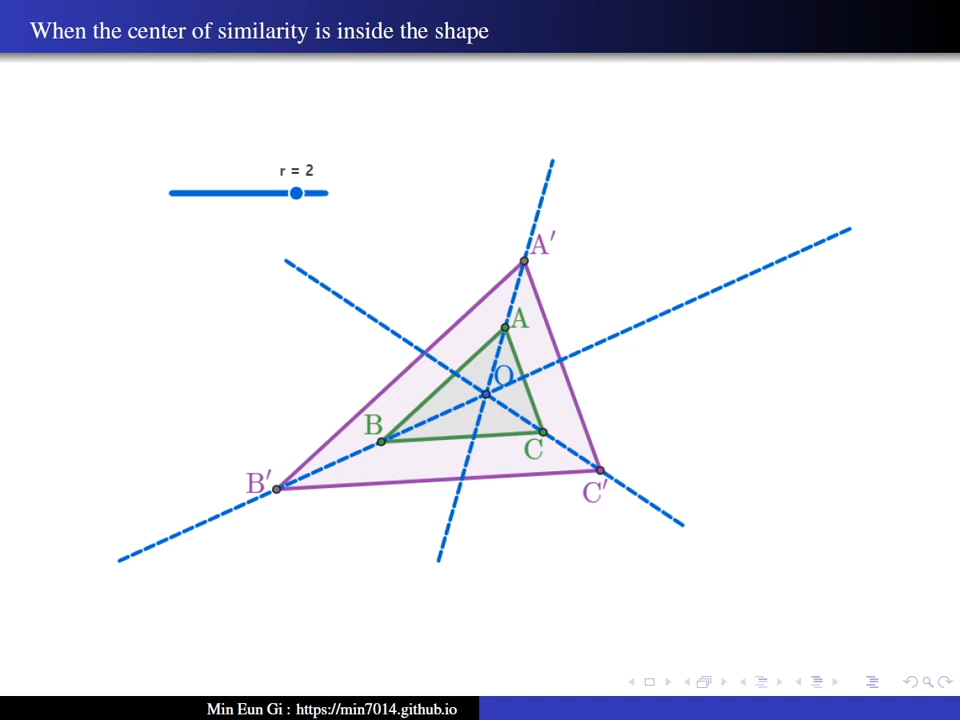 When the center of similarity is inside the shape
r = 2
A′
A
O
B
C
B′
C′
Min Eun Gi : https://min7014.github.io